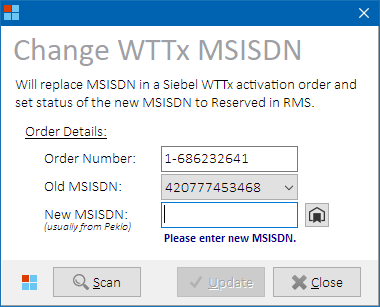 Change WTTx MSISDN
Will replace MSISDN in a Siebel WTTx activation order and
set status of the new MSISDN to Reserved in RMS.
Order Details:
Order Number: 1-686232641
Old MSISDN: 420777453468
New MSISDN:
(usually from Peklo)
Please enter new MSISDN.
Scan Update Close